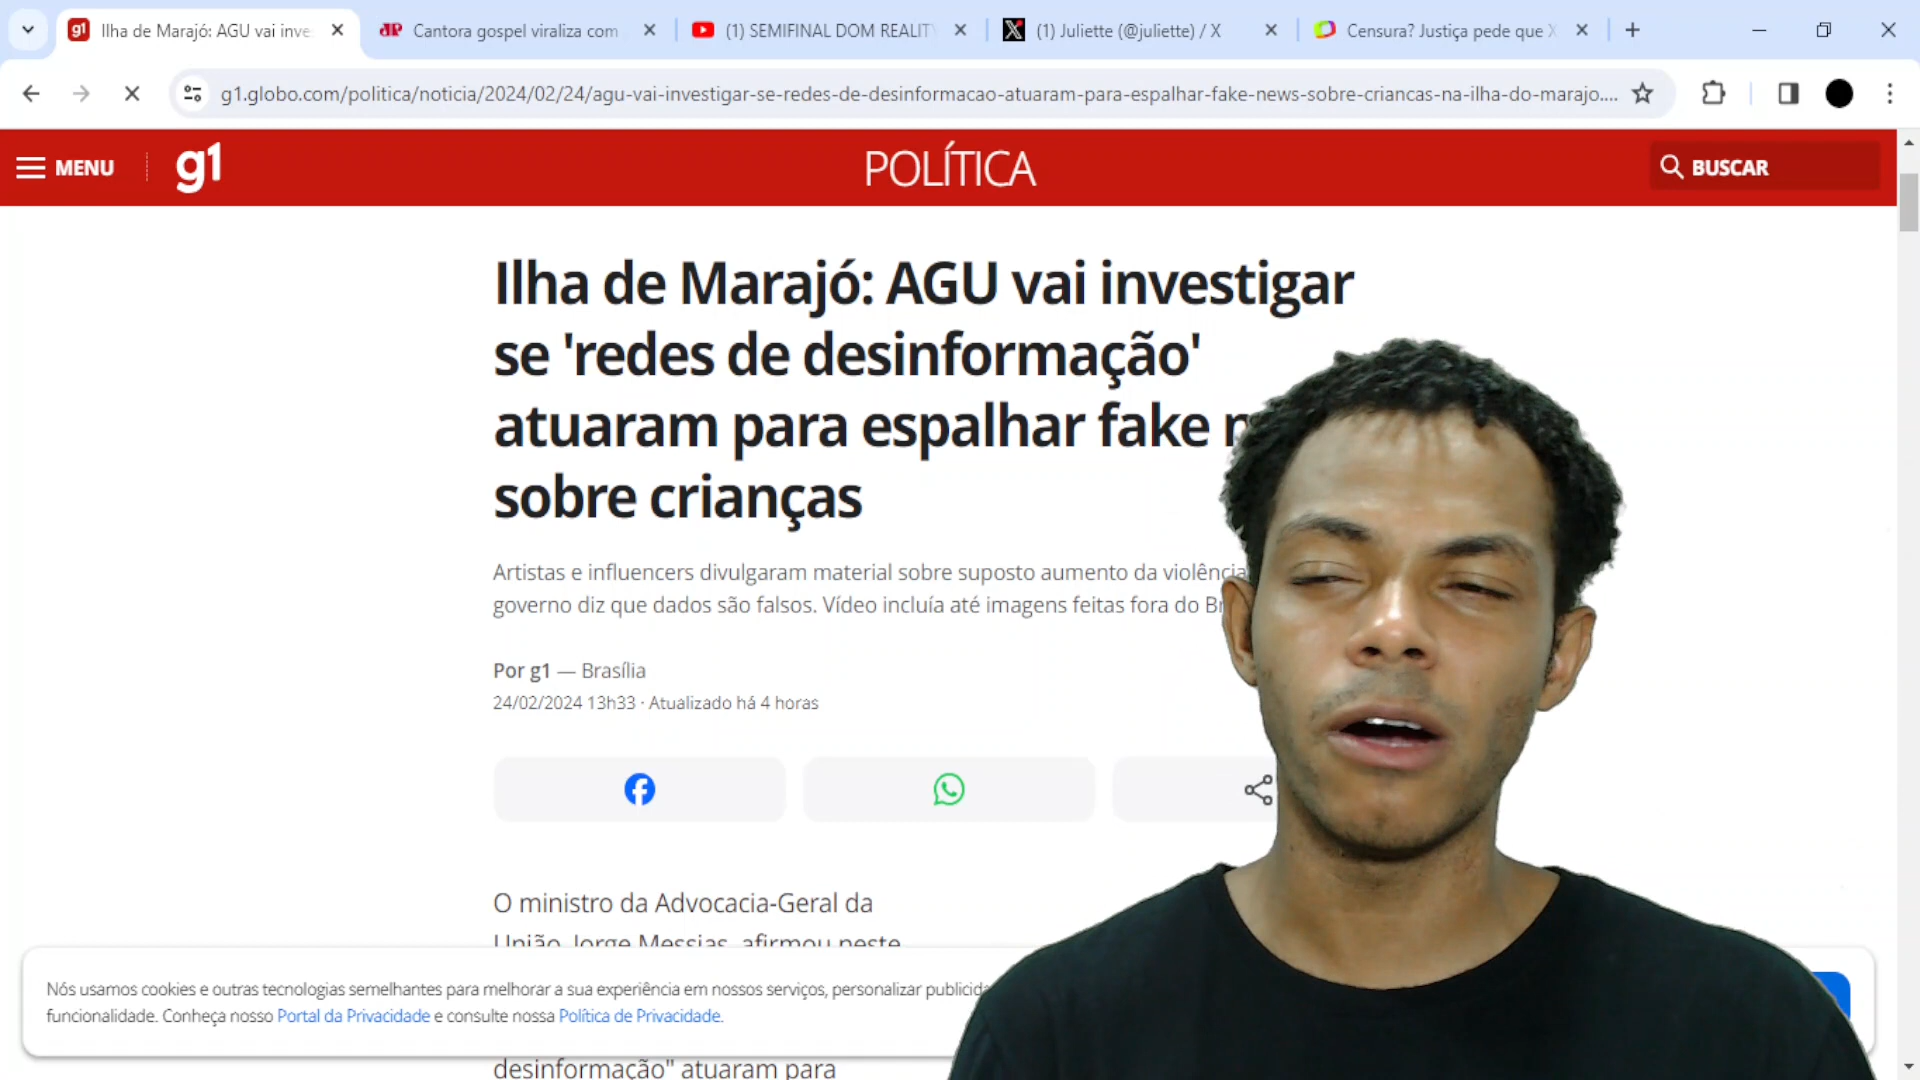 Ilha de Marajó: AGU vai inve
Cantora gospel viraliza com
(1) SEMIFINAL DOM REALIT
(1) Juliette (@juliette) / X
Censura? Justiça pede que X
g1.globo.com/politica/noticia/2024/02/24/agu-vai-investigar-se-redes-de-desinformacao-atuaram-para-espalhar-fake-news-sobre-criancas-na-ilha-do-marajo....
MENU
g1
POLÍTICA
BUSCAR
Ilha de Marajó: AGU vai investigar
se 'redes de desinformação'
atuaram para espalhar fake
sobre crianças
Artistas e influencers divulgaram material sobre suposto aumento da violência
governo diz que dados são falsos. Vídeo incluía até imagens feitas fora do
Por g1 — Brasília
24/02/2024 13h33 · Atualizado há 4 horas
O ministro da Advocacia-Geral da
União, Jorge Messias, afirmou neste
Nós usamos cookies e outras tecnologias semelhantes para melhorar a sua experiência em nossos serviços, personalizar
funcionalidade. Conheça nosso Portal da Privacidade e consulte nossa Política de Privacidade.
desinformação" atuaram para